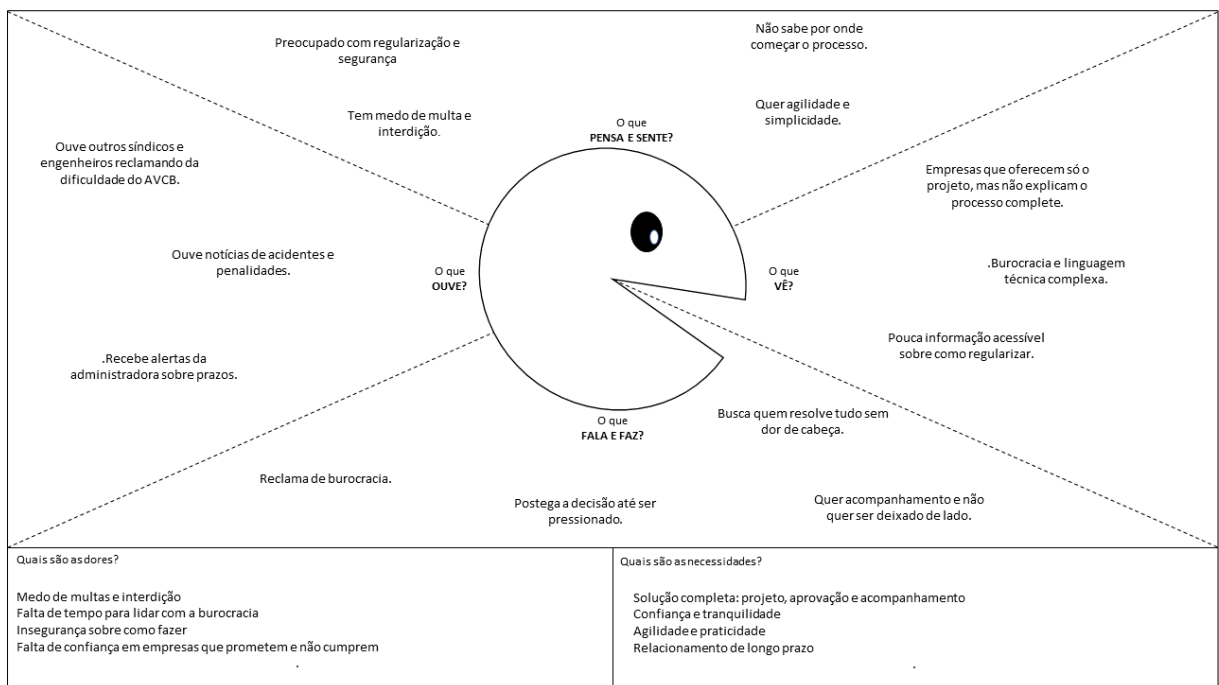 Preocupado com regularização e
segurança
Tem medo de multa e
interdição.
Não sabe por onde
começar o processo.
Quer agilidade e
simplicidade.
O que
PENSA E SENTE?
Ouve outros síndicos e
engenheiros reclamando da
dificuldade do AVCB.
Ouve notícias de acidentes e
penalidades.
.Recebe alertas da
administradora sobre prazos.
O que
OUVE?
O que
VÊ?
Empresas que oferecem só o
projeto, mas não explicam o
processo complete.
.Burocracia e linguagem
técnica complexa.
Pouca informação acessível
sobre como regularizar.
O que
FALA E FAZ?
Busca quem resolve tudo sem
dor de cabeça.
Reclama de burocracia.
Postega a decisão até ser
pressionado.
Quer acompanhamento e não
quer ser deixado de lado.
Quais são as dores?
Medo de multas e interdição
Falta de tempo para lidar com a burocracia
Insegurança sobre como fazer
Falta de confiança em empresas que prometem e não cumprem
.
Quais são as necessidades?
Solução completa: projeto, aprovação e acompanhamento
Confiança e tranquilidade
Agilidade e praticidade
Relacionamento de longo prazo
.